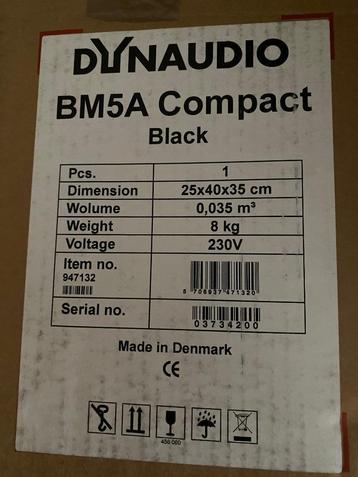 DYNAUDIO
BM5A Compact
Black
Pcs. 1
Dimension 25x40x35 cm
Wolume 0,035 m³
Weight 8 kg
Voltage 230V
Item no.
947132
5 706937 471320
Serial no.
03734200
Made in Denmark
CE